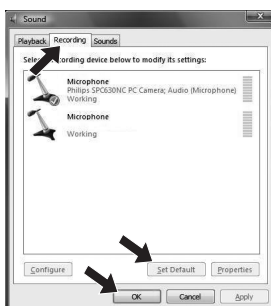 Sound
Playback Recording Sounds
recording device below to modify its settings:
Microphone
Philips SPC630NC PC Camera; Audio (Microphone)
Working
Microphone
Working
Configure Set Default Properties
OK Cancel Apply